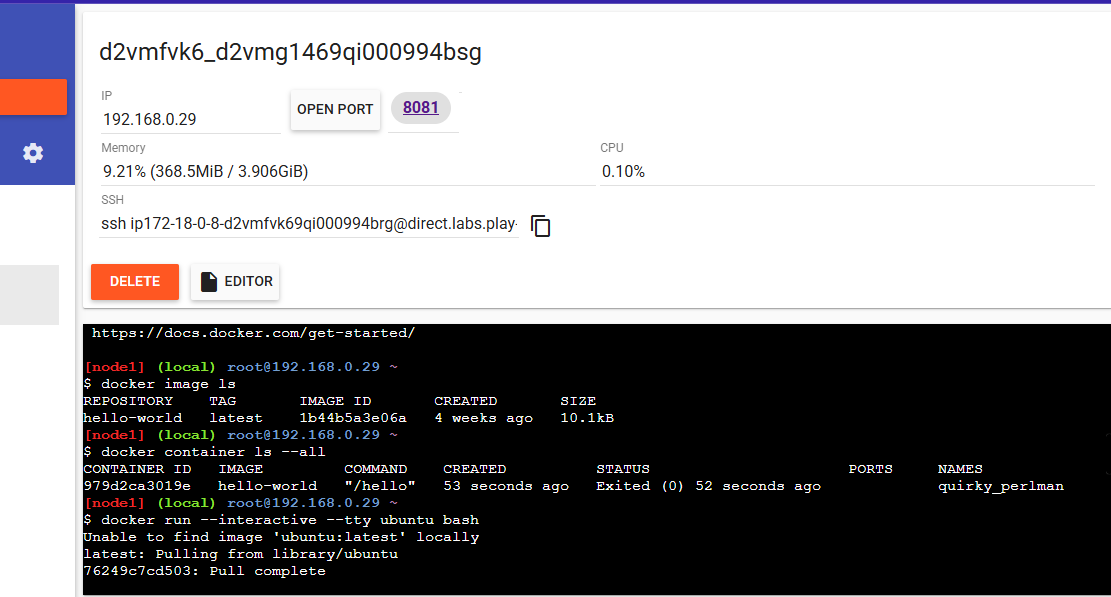 d2vmfvk6_d2vmg1469qi000994bsg
IP
192.168.0.29
OPEN PORT
8081
Memory
9.21% (368.5MiB / 3.906GiB)
CPU
0.10%
SSH
ssh ip172-18-0-8-d2vmfvk69qi000994brg@direct.labs.play-
DELETE
EDITOR
https://docs.docker.com/get-started/
[node1] (local) root@192.168.0.29 ~
$ docker image ls
REPOSITORY    TAG       IMAGE ID       CREATED       SIZE
hello-world   latest    1b44b5a3e06a   4 weeks ago   10.1kB
[node1] (local) root@192.168.0.29 ~
$ docker container ls --all
CONTAINER ID   IMAGE         COMMAND    CREATED          STATUS                      PORTS     NAMES
979d2ca3019e   hello-world   "/hello"   53 seconds ago   Exited (0) 52 seconds ago             quirky_perlman
[node1] (local) root@192.168.0.29 ~
$ docker run --interactive --tty ubuntu bash
Unable to find image 'ubuntu:latest' locally
latest: Pulling from library/ubuntu
76249c7cd503: Pull complete